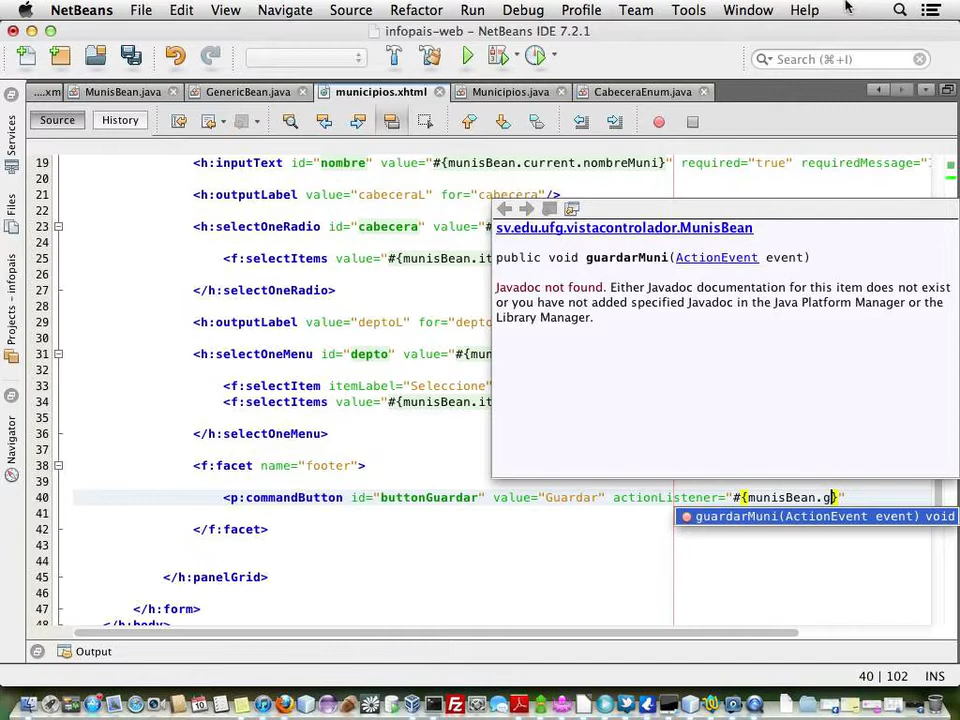 NetBeans File Edit View Navigate Source Refactor Run Debug Profile Team Tools Window Help
infopais-web - NetBeans IDE 7.2.1
Search (⌘+I)
....xm MunisBean.java GenericBean.java municipios.xhtml Municipios.java CabeceraEnum.java
Source History
Services
Files
Projects - infopais
Navigator
19 <h:inputText id="nombre" value="#{munisBean.current.nombreMuni}" required="true" requiredMessage="
20
21 <h:outputLabel value="cabeceraL" for="cabecera"/>
22
23 <h:selectOneRadio id="cabecera" value="#
24
25 <f:selectItems value="#{munisBean.it
26
27 </h:selectOneRadio>
28
29 <h:outputLabel value="deptoL" for="depto
30
31 <h:selectOneMenu id="depto" value="#{mu
32
33 <f:selectItem itemLabel="Seleccione"
34 <f:selectItems value="#{munisBean.it
35
36 </h:selectOneMenu>
37
38 <f:facet name="footer">
39
40 <p:commandButton id="buttonGuardar" value="Guardar" actionListener="#{munisBean.g}"
41
42 </f:facet>
43
44
45 </h:panelGrid>
46
47 </h:form>
48 </h:body>
sv.edu.ufg.vistacontrolador.MunisBean
public void guardarMuni(ActionEvent event)
Javadoc not found. Either Javadoc documentation for this item does not exist
or you have not added specified Javadoc in the Java Platform Manager or the
Library Manager.
guardarMuni(ActionEvent event) void
Output
40 | 102 INS